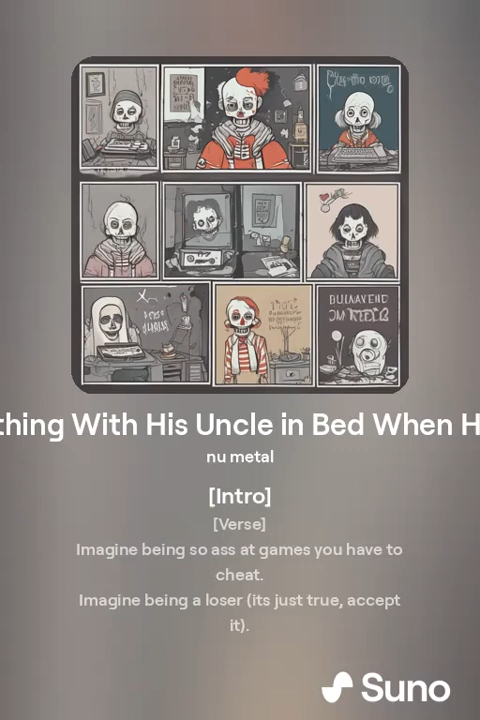 thing With His Uncle in Bed When H
nu metal
[Intro]
[Verse]
Imagine being so ass at games you have to
cheat.
Imagine being a loser (its just true, accept
it).
Suno